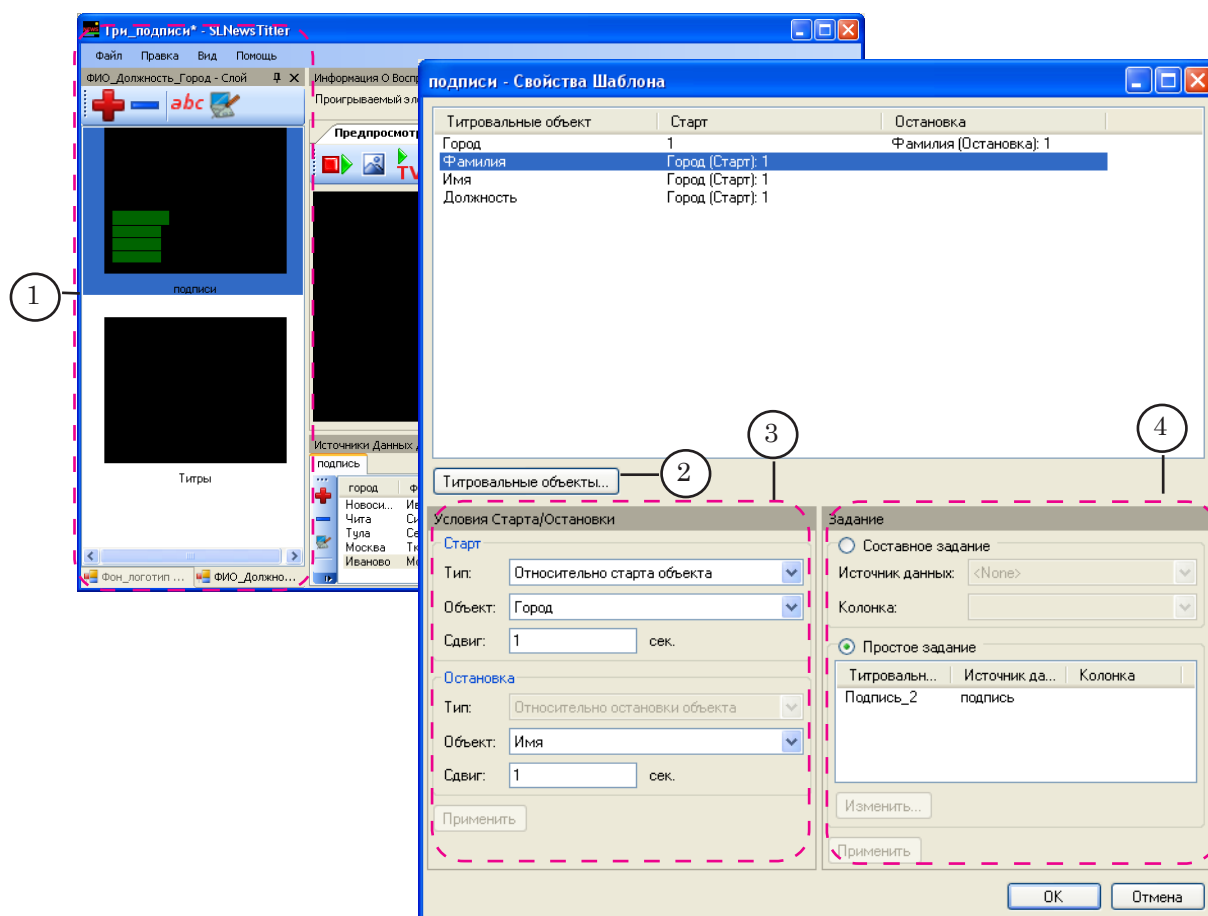 Три_подписи* - SLNewsTitler
Файл Правка Вид Помощь
ФИО_Должность_Город - Слой
abc
подписи
Титры
Фон_логотип ... ФИО_Должно...
Информация О
Проигрываемый
TV
Источники Данных
подпись
город
Новоси...
Чита
Тула
Москва
Иваново
подписи - Свойства Шаблона
Титровальные объект Старт Остановка
Город 1 Фамилия (Остановка): 1
Фамилия Город (Старт): 1
Имя Город (Старт): 1
Должность Город (Старт): 1
Титровальные объекты...
Условия Старта/Остановки
Старт
Тип: Относительно старта объекта
Объект: Город
Сдвиг: 1 сек.
Остановка
Тип: Относительно остановки объекта
Объект: Имя
Сдвиг: 1 сек.
Применить
Задание
Составное задание
Источник данных: <None>
Колонка:
Простое задание
Титровальн... Источник да... Колонка
Подпись_2 подпись
Изменить...
Применить
OK Отмена
1
2
3
4